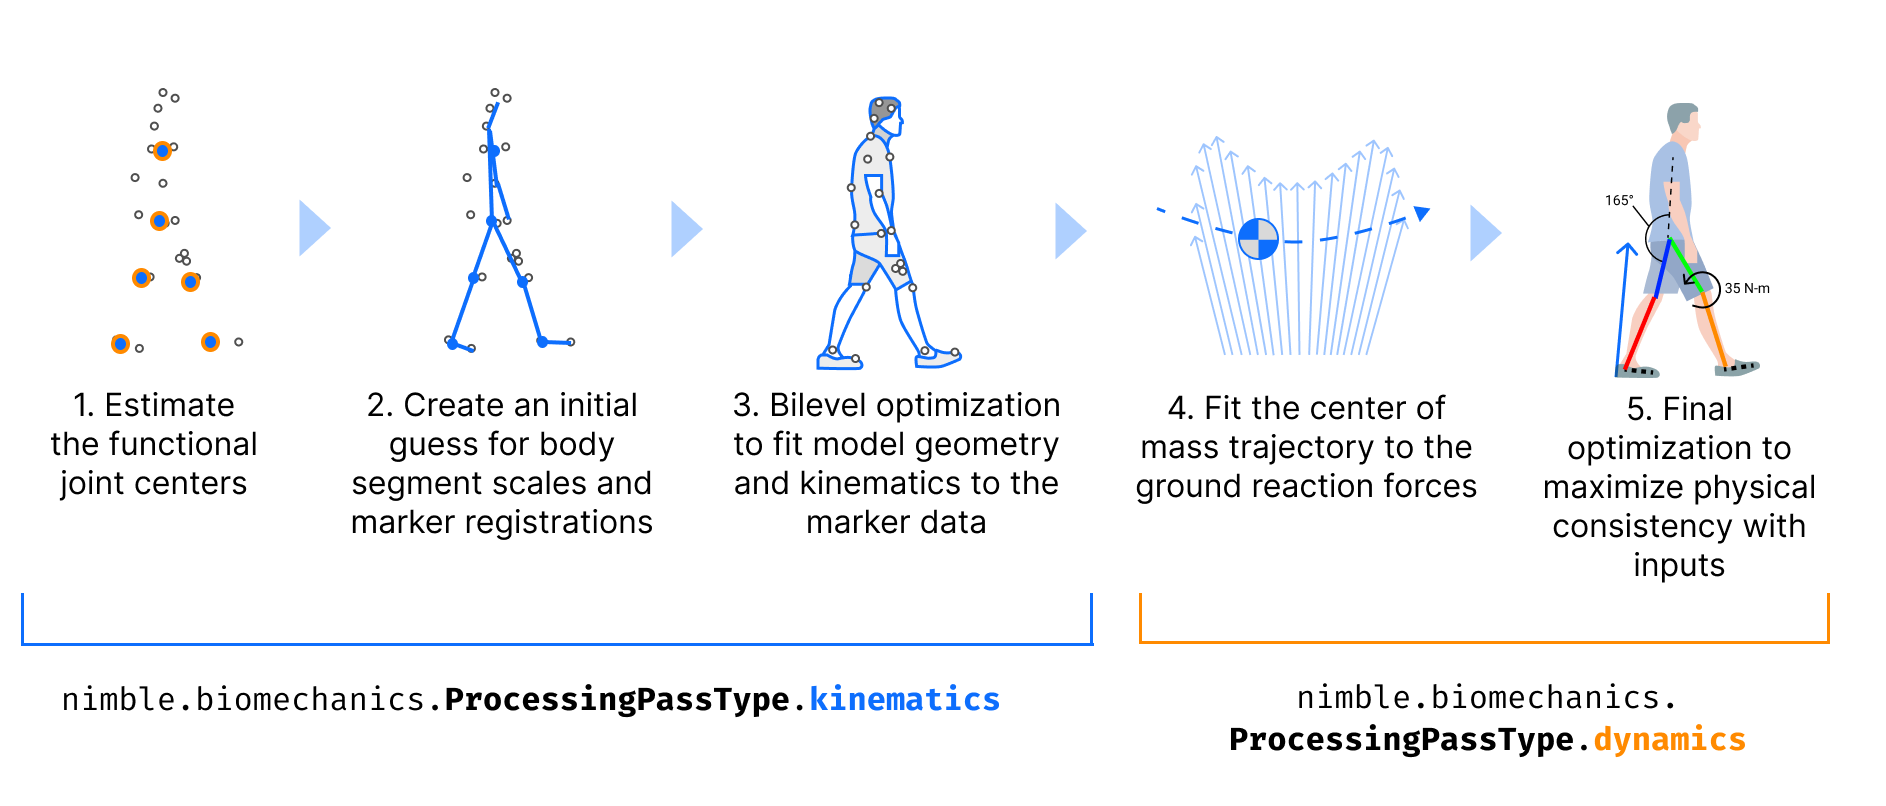 165°
35 N-m
1. Estimate
the functional
joint centers
2. Create an initial
guess for body
segment scales and
marker registrations
3. Bilevel optimization
to fit model geometry
and kinematics to the
marker data
4. Fit the center of
mass trajectory to the
ground reaction forces
5. Final
optimization to
maximize physical
consistency with
inputs
nimble.biomechanics.ProcessingPassType.kinematics
nimble.biomechanics.
ProcessingPassType.dynamics